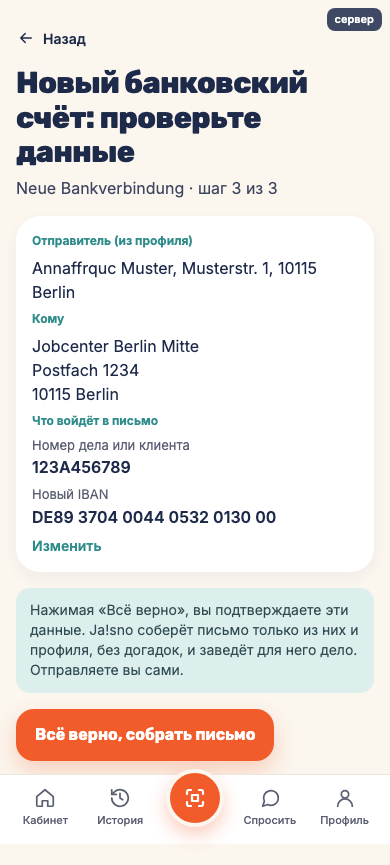 сервер
Назад
Новый банковский
счёт: проверьте
данные
Neue Bankverbindung · шаг 3 из 3
Отправитель (из профиля)
Annaffrquc Muster, Musterstr. 1, 10115
Berlin
Кому
Jobcenter Berlin Mitte
Postfach 1234
10115 Berlin
Что войдёт в письмо
Номер дела или клиента
123A456789
Новый IBAN
DE89 3704 0044 0532 0130 00
Изменить
Нажимая «Всё верно», вы подтверждаете эти
данные. Ja!sno соберёт письмо только из них и
профиля, без догадок, и заведёт для него дело.
Отправляете вы сами.
Всё верно, собрать письмо
Кабинет История Спросить Профиль